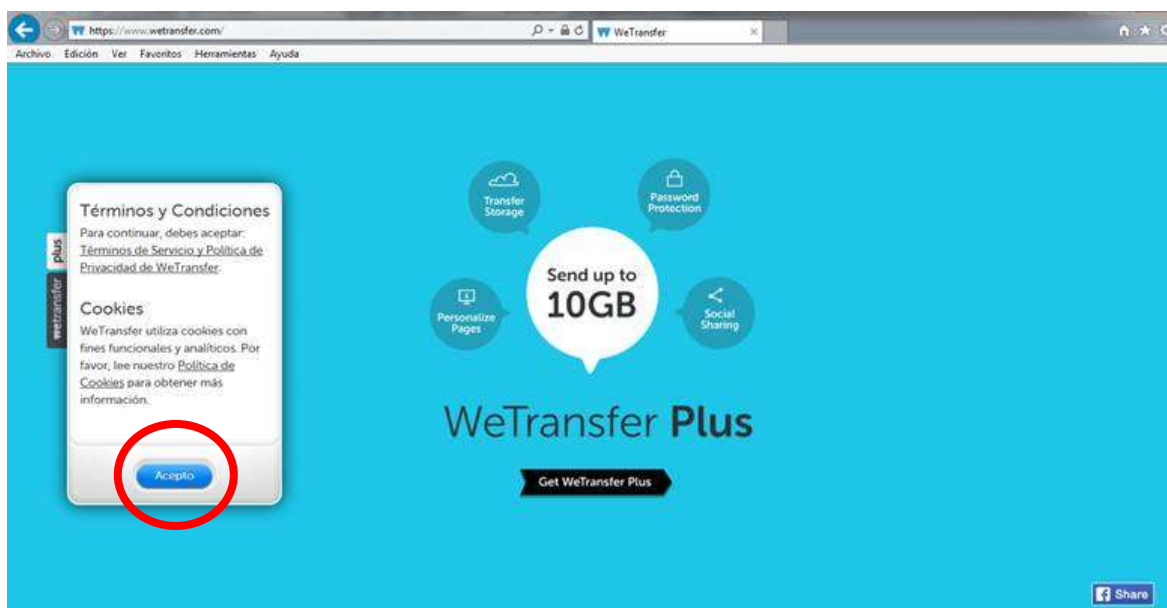 https://www.wetransfer.com/
WeTransfer
Archivo Edición Ver Favoritos Herramientas Ayuda
Términos y Condiciones
Para continuar, debes aceptar:
Términos de Servicio y Política de
Privacidad de WeTransfer.
Cookies
WeTransfer utiliza cookies con
fines funcionales y analíticos. Por
favor, lee nuestro Política de
Cookies para obtener más
información.
Acepto
plus
wetransfer
Transfer
Storage
Password
Protection
Send up to
10GB
Personalize
Pages
Social
Sharing
WeTransfer Plus
Get WeTransfer Plus
Share